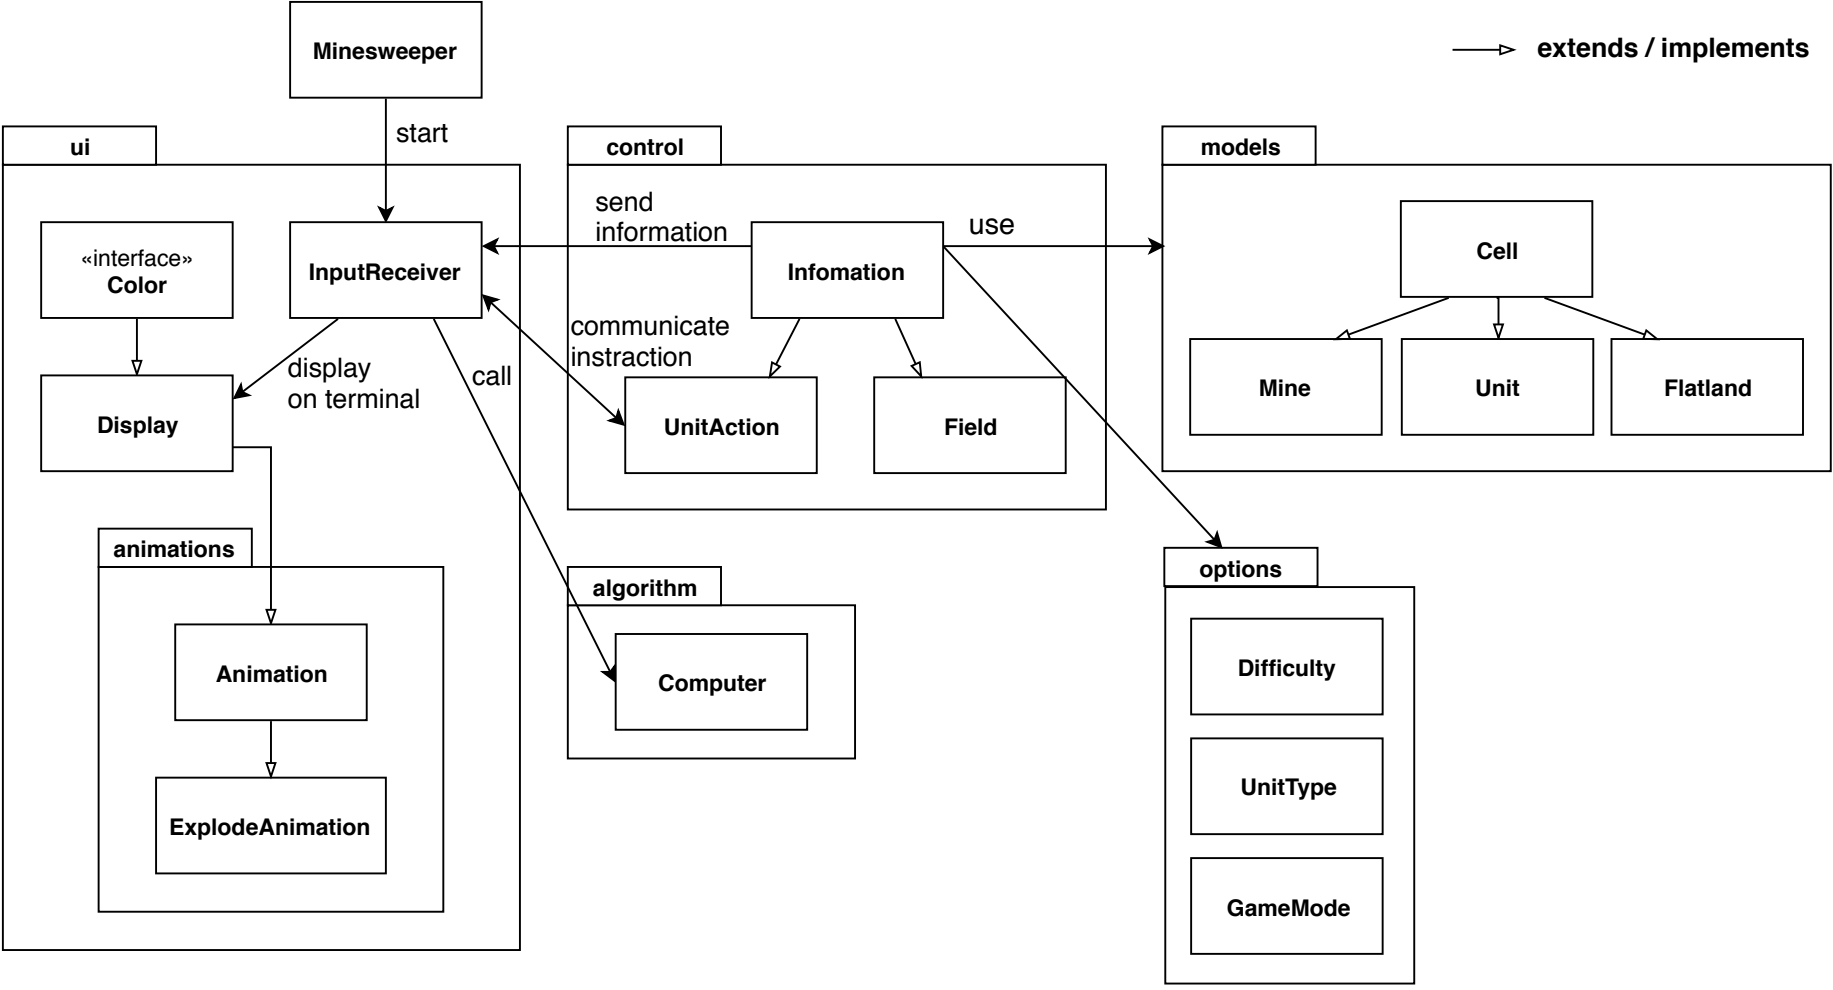 Minesweeper
extends / implements
start
ui
control
models
send
information
use
«interface»
Color
InputReceiver
Infomation
Cell
communicate
instraction
display
on terminal
call
Display
UnitAction
Field
Mine
Unit
Flatland
animations
algorithm
options
Animation
Computer
Difficulty
UnitType
ExplodeAnimation
GameMode